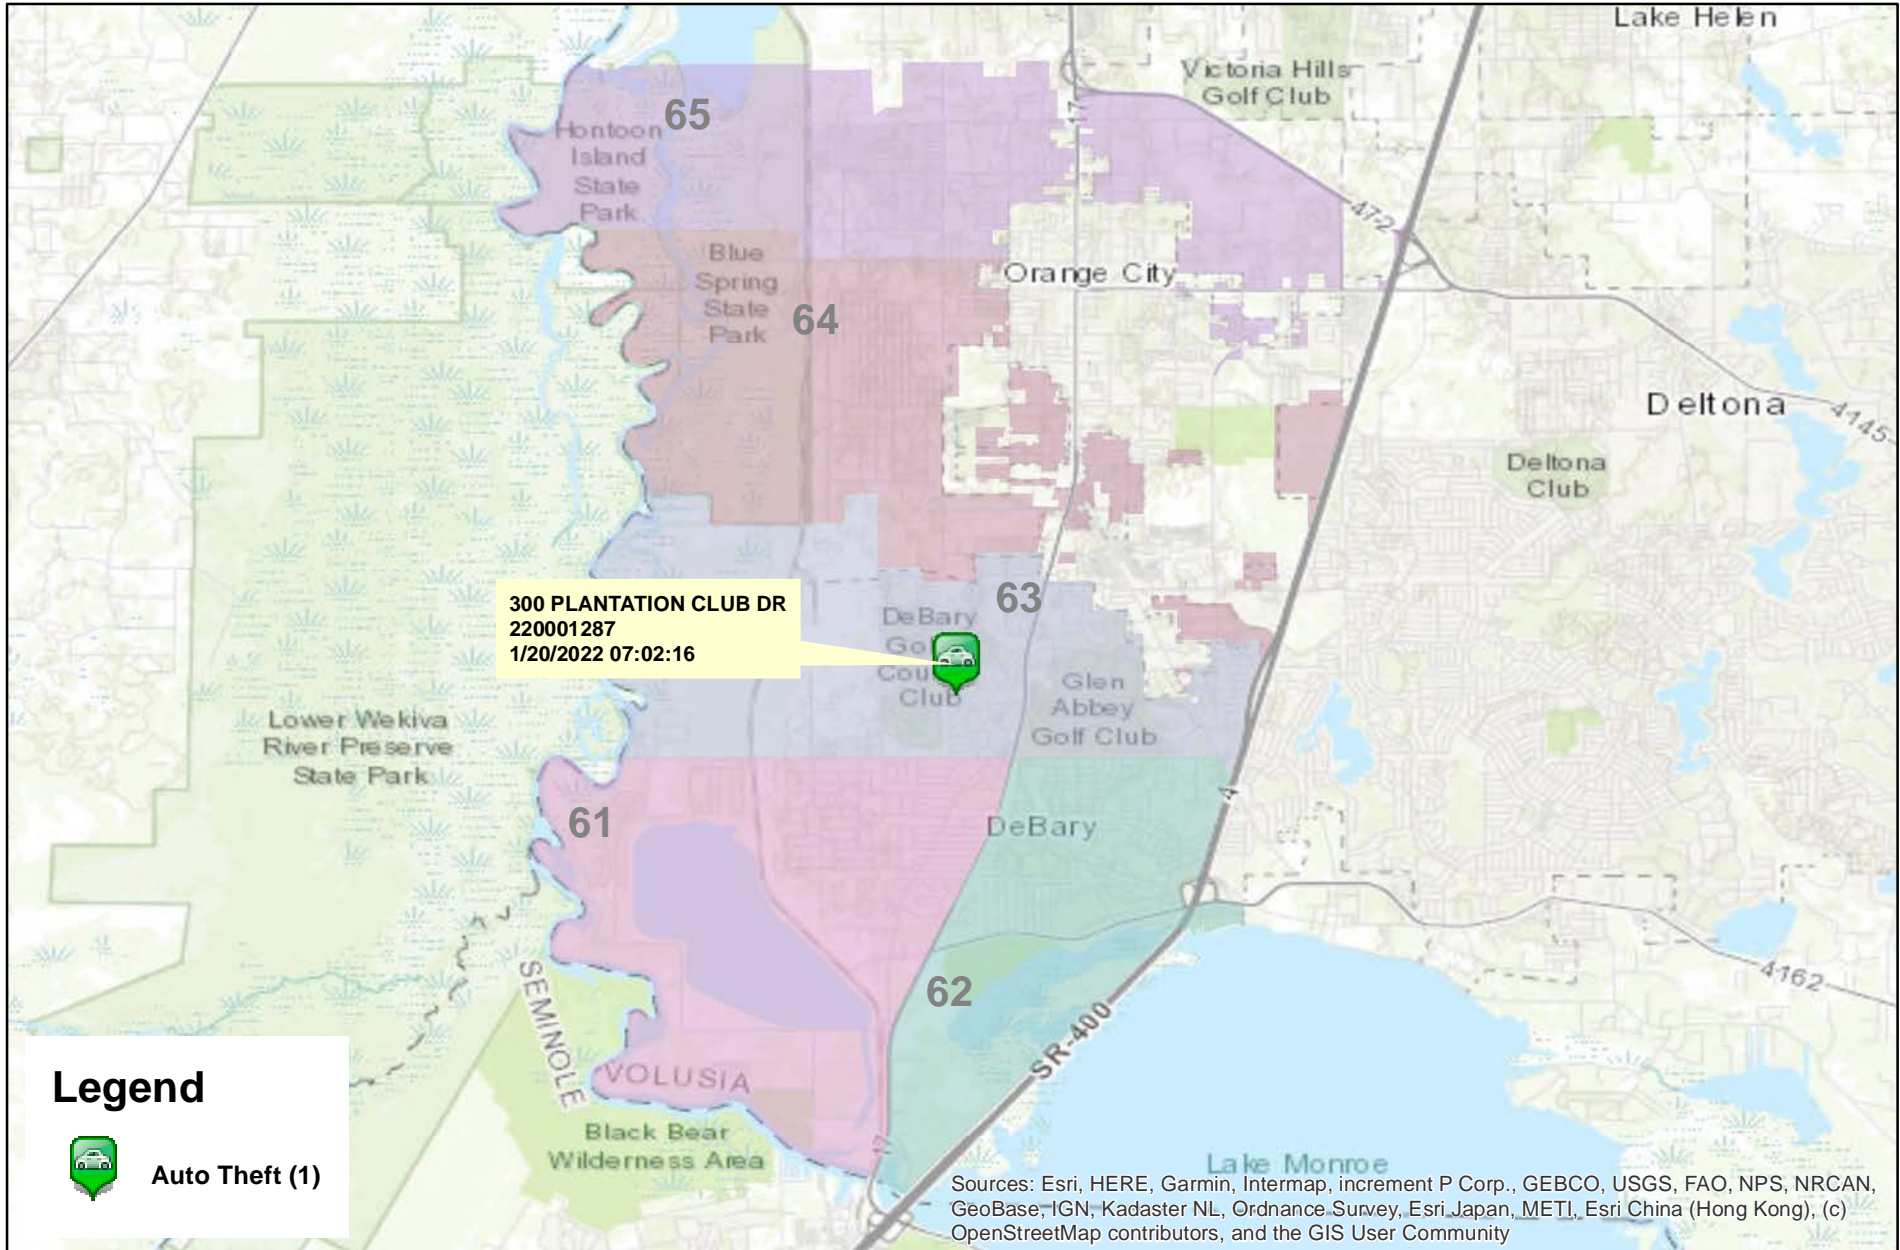 Lake Helen
Victoria Hills
Golf Club
65
Hontoon
Island
State
Park
17
472
Blue
Spring
State
Park
64
Orange City
Deltona
4145
Deltona
Club
300 PLANTATION CLUB DR
220001287
1/20/2022 07:02:16
63
DeBary
Club
Glen
Abbey
Golf Club
Lower Wekiva
River Preserve
State Park
61
4
DeBary
62
4162
SEMINOLE
VOLUSIA
SR-400
17
Black Bear
Wilderness Area
Lake Monroe
Legend
Auto Theft (1)
Sources: Esri, HERE, Garmin, Intermap, increment P Corp., GEBCO, USGS, FAO, NPS, NRCAN,
GeoBase, IGN, Kadaster NL, Ordnance Survey, Esri Japan, METI, Esri China (Hong Kong), (c)
OpenStreetMap contributors, and the GIS User Community